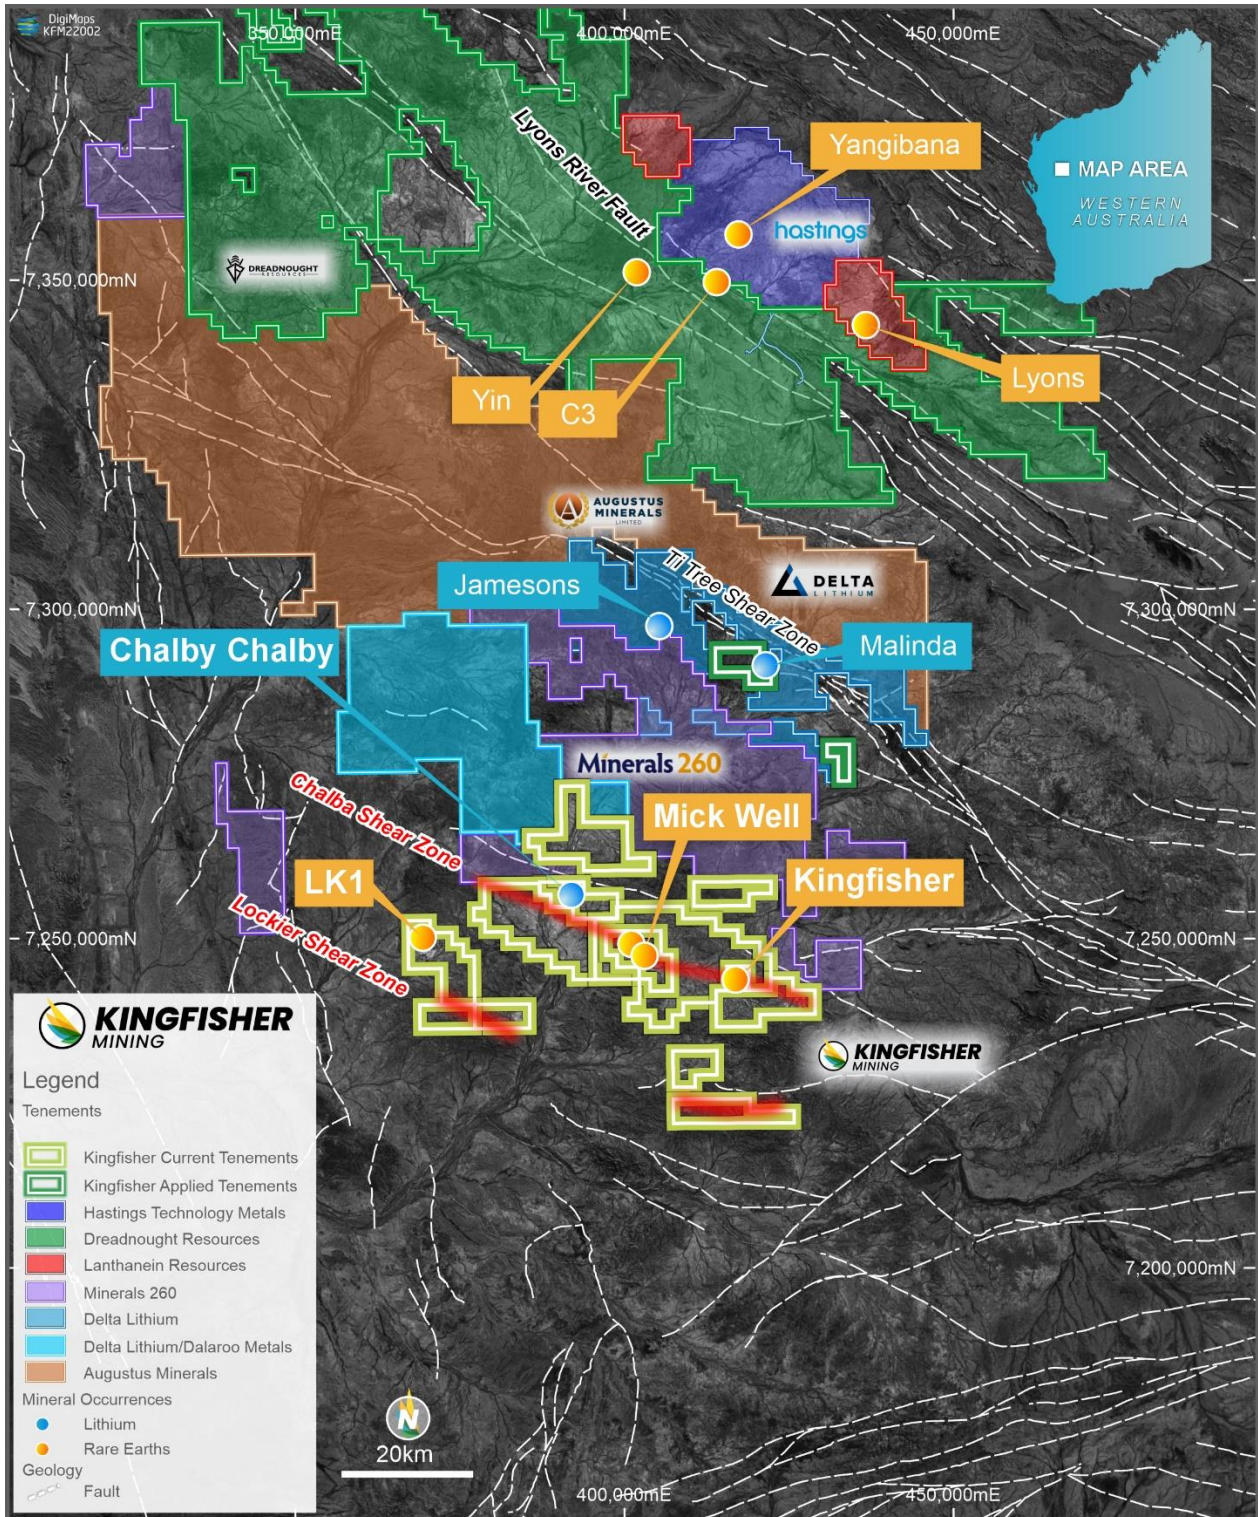 DigiMaps
KFM22002
350,000mE
400,000mE
450,000mE
Lyons River Fault
Yangibana
hastings
MAP AREA
WESTERN
AUSTRALIA
DREADNOUGHT
RESOURCES
7,350,000mN
Yin
C3
Lyons
AUGUSTUS
MINERALS
LIMITED
Ti Tree Shear Zone
DELTA
LITHIUM
Jamesons
7,300,000mN
7,300,000mN
Chalby Chalby
Malinda
Minerals 260
Chalba Shear Zone
Mick Well
LK1
Kingfisher
Lockier Shear Zone
7,250,000mN
7,250,000mN
KINGFISHER
MINING
KINGFISHER
MINING
Legend
Tenements
Kingfisher Current Tenements
Kingfisher Applied Tenements
Hastings Technology Metals
Dreadnought Resources
Lanthanein Resources
Minerals 260
Delta Lithium
Delta Lithium/Dalaroo Metals
Augustus Minerals
Mineral Occurrences
Lithium
Rare Earths
Geology
Fault
7,200,000mN
N
20km
400,000mE
450,000mE